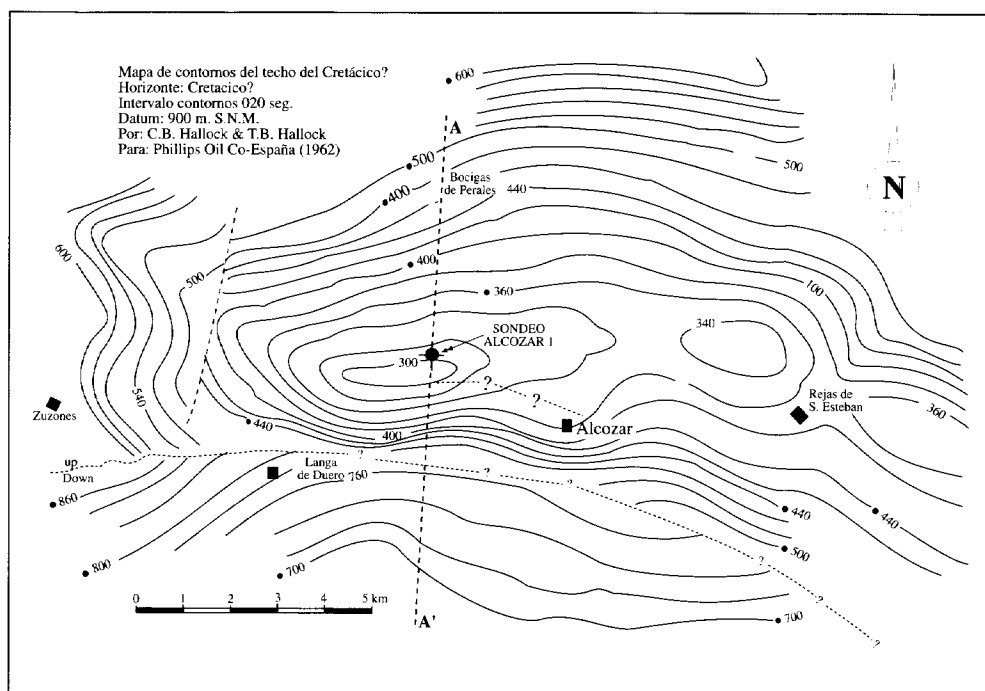 Mapa de contornos del techo del Cretácico?
Horizonte: Cretacico?
Intervalo contornos 020 seg.
Datum: 900 m. S.N.M.
Por: C.B. Hallock & T.B. Hallock
Para: Phillips Oil Co-España (1962)
600
A
500
500
Bocigas
de Perales
440
400
N
600
500
400
100
360
SONDEO
ALCOZAR 1
340
300
540
?
?
360
Zuzones
Rejas de
S. Esteban
440
400
Alcozar
up
Down
Langa
de Duero
760
?
?
?
860
440
440
500
800
700
?
0 1 2 3 4 5 km
A'
700
?